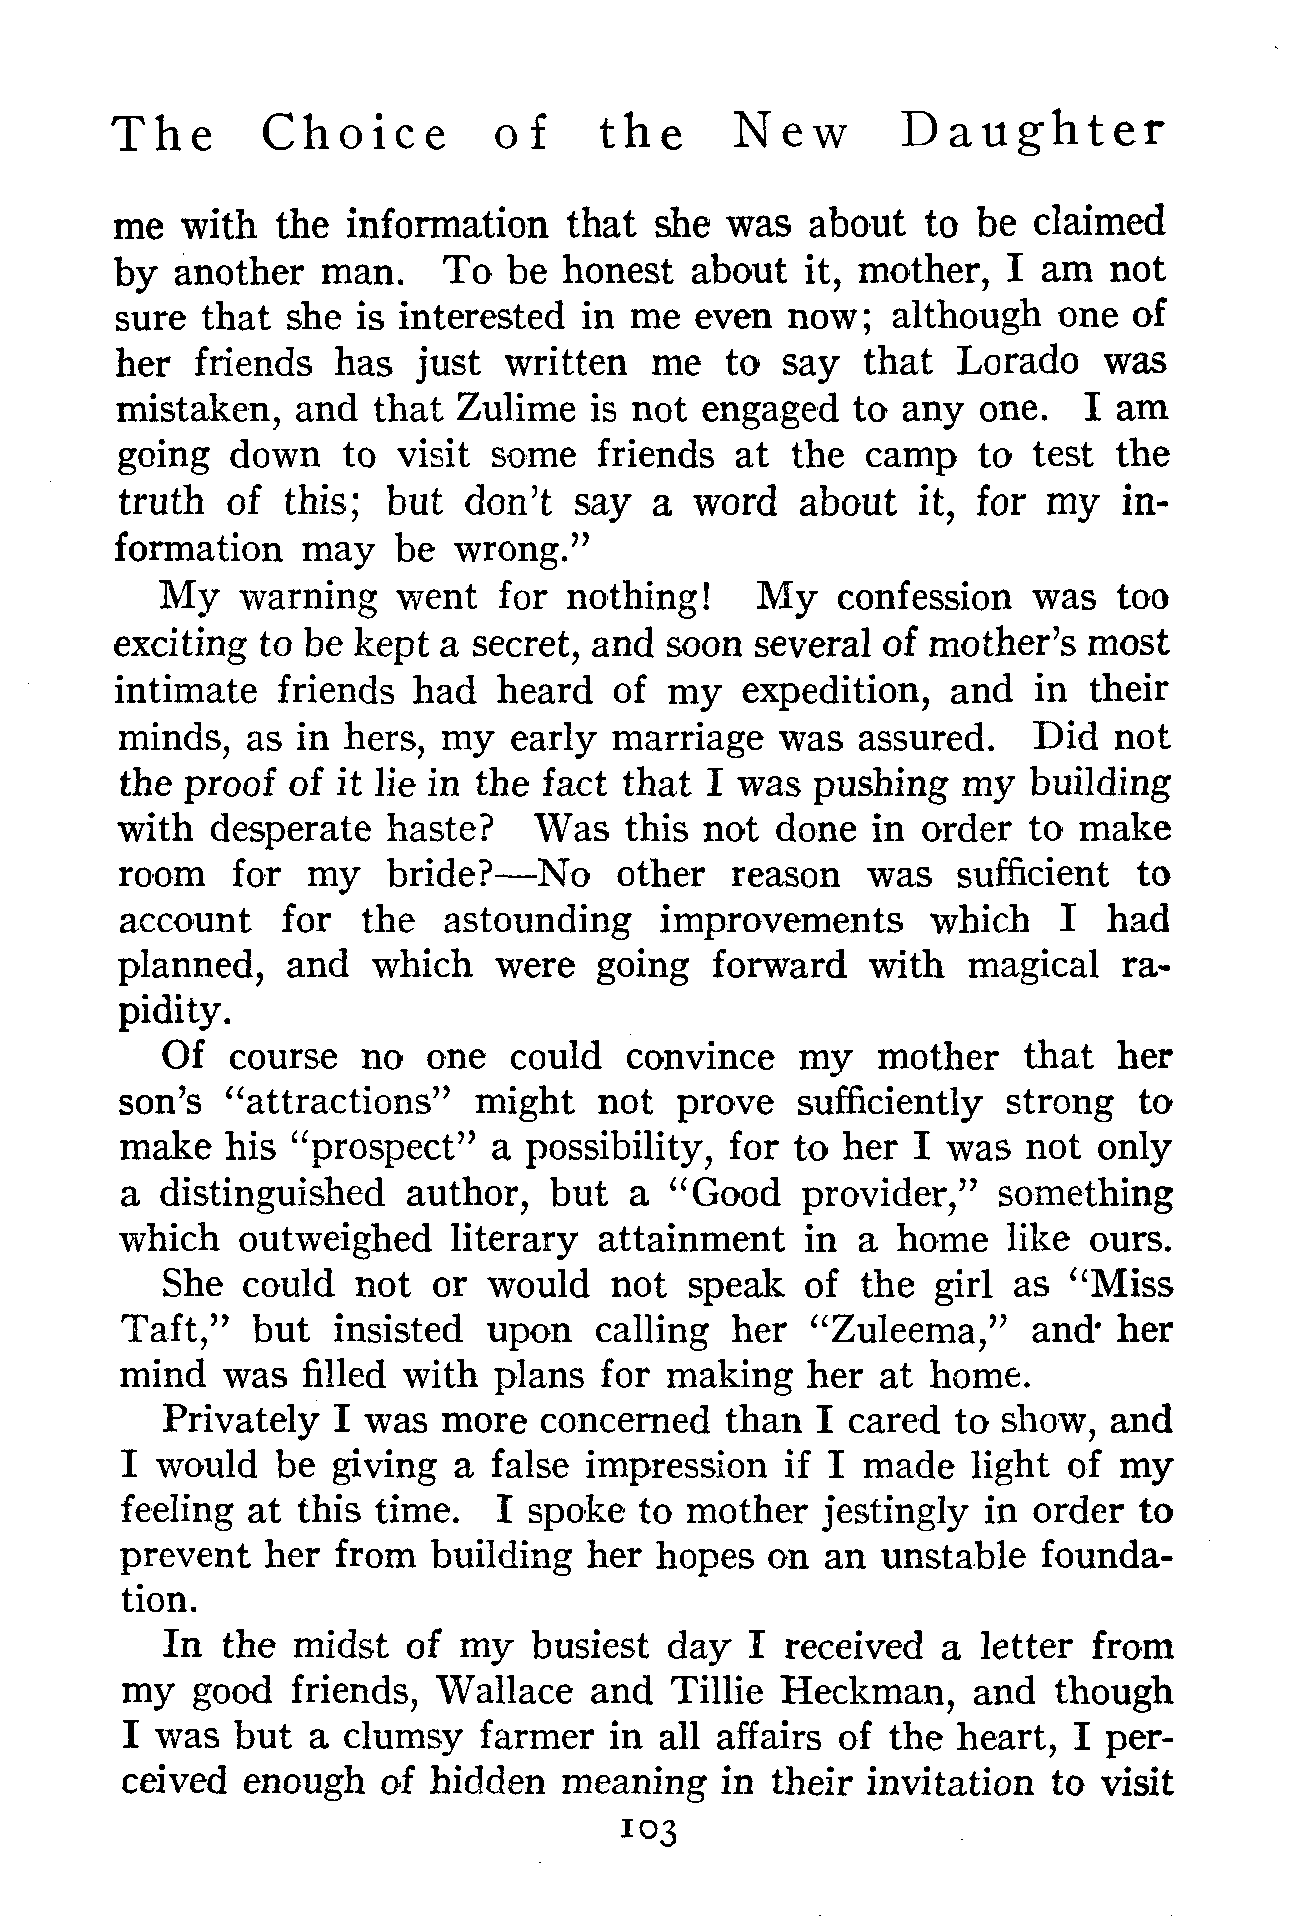 The Choice of the New Daughter
me with the information that she was about to be claimed
by another man. To be honest about it, mother, I am not
sure that she is interested in me even now; although one of
her friends has just written me to say that Lorado was
mistaken, and that Zulime is not engaged to any one. I am
going down to visit some friends at the camp to test the
truth of this; but don't say a word about it, for my in-
formation may be wrong."
My warning went for nothing! My confession was too
exciting to be kept a secret, and soon several of mother's most
intimate friends had heard of my expedition, and in their
minds, as in hers, my early marriage was assured. Did not
the proof of it lie in the fact that I was pushing my building
with desperate haste? Was this not done in order to make
room for my bride?—No other reason was sufficient to
account for the astounding improvements which I had
planned, and which were going forward with magical ra-
pidity.
Of course no one could convince my mother that her
son's "attractions" might not prove sufficiently strong to
make his "prospect" a possibility, for to her I was not only
a distinguished author, but a "Good provider," something
which outweighed literary attainment in a home like ours.
She could not or would not speak of the girl as "Miss
Taft," but insisted upon calling her "Zuleema," and her
mind was filled with plans for making her at home.
Privately I was more concerned than I cared to show, and
I would be giving a false impression if I made light of my
feeling at this time. I spoke to mother jestingly in order to
prevent her from building her hopes on an unstable founda-
tion.
In the midst of my busiest day I received a letter from
my good friends, Wallace and Tillie Heckman, and though
I was but a clumsy farmer in all affairs of the heart, I per-
ceived enough of hidden meaning in their invitation to visit
103